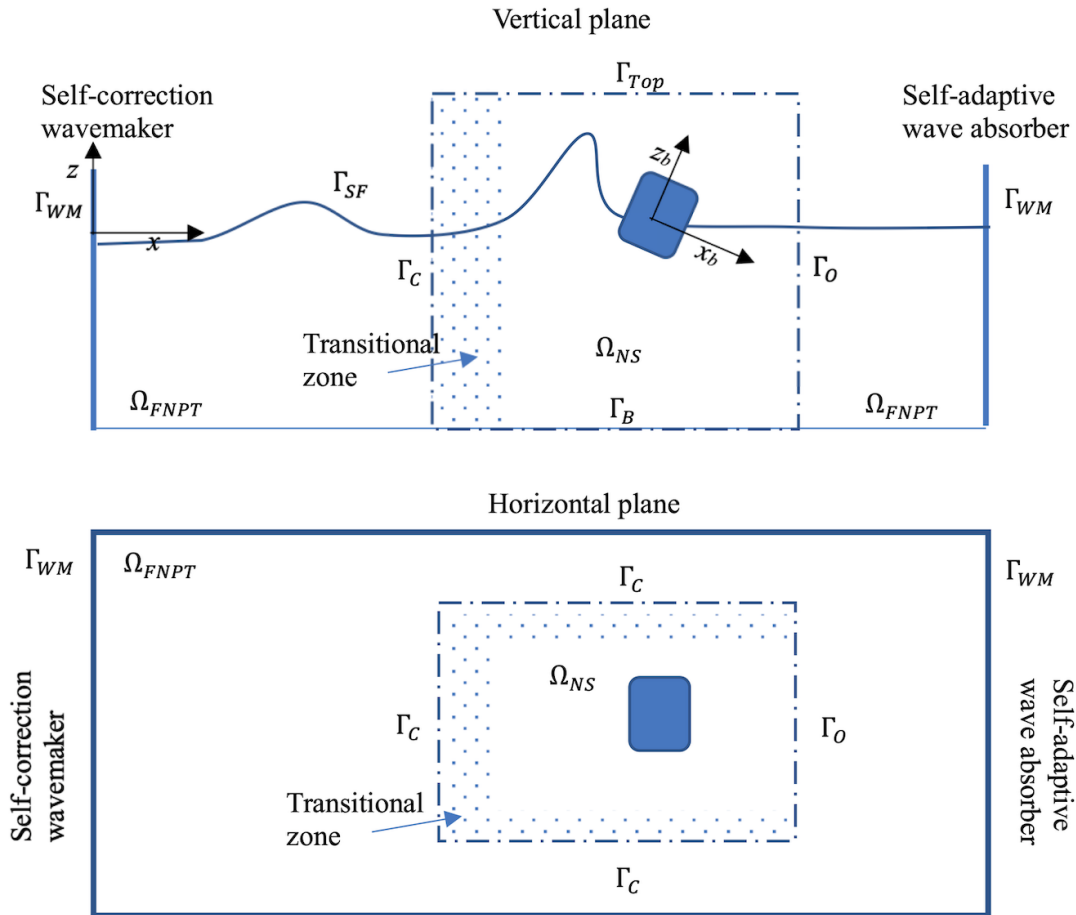 Vertical plane
Γ_Top
Self-correction
wavemaker
Self-adaptive
wave absorber
z
z_b
Γ_SF
Γ_WM
Γ_WM
x
x_b
Γ_C
Γ_O
Transitional
zone
Ω_NS
Ω_FNPT
Γ_B
Ω_FNPT
Horizontal plane
Γ_WM
Ω_FNPT
Γ_C
Γ_WM
Ω_NS
Γ_C
Γ_O
Self-correction
wavemaker
Self-adaptive
wave absorber
Transitional
zone
Γ_C